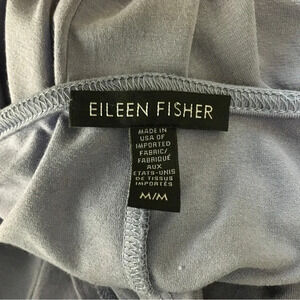 EILEEN FISHER
MADE IN
USA OF
IMPORTED
FABRIC/
FABRIQUÉ
AUX
ÉTATS-UNIS
DE TISSUS
IMPORTÉS
M/M